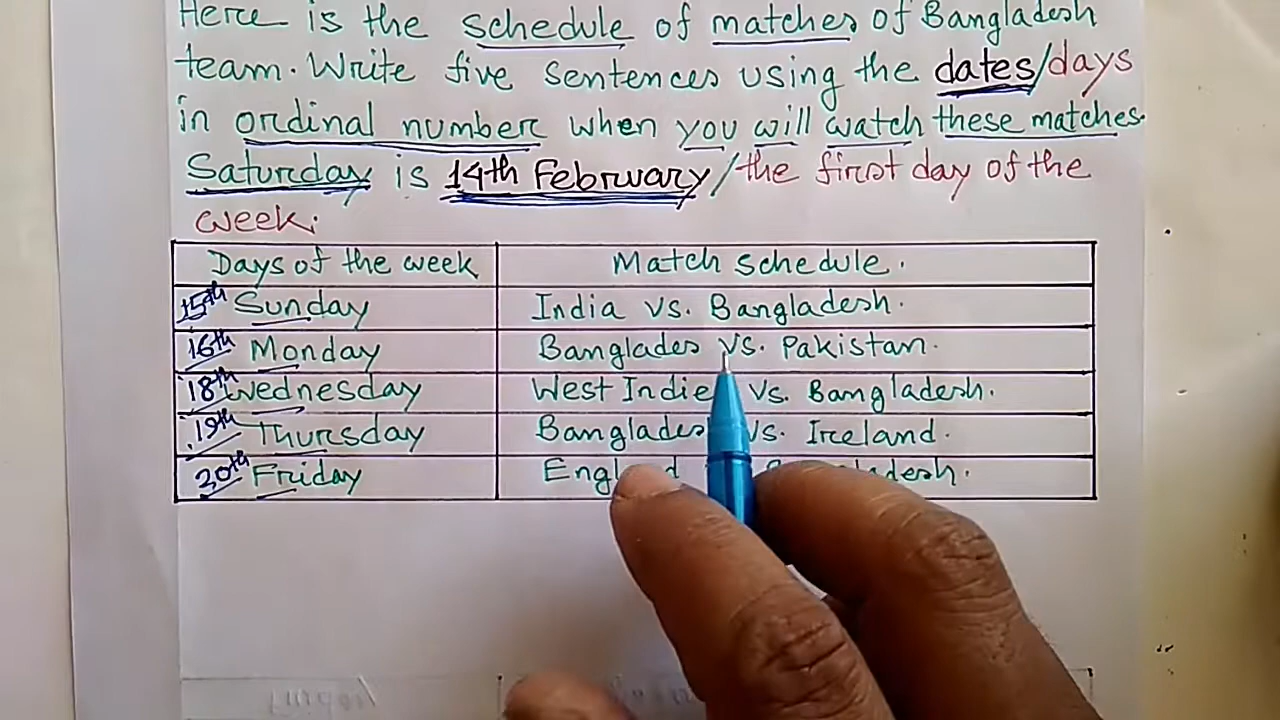 Here is the schedule of matches of Bangladesh
team. Write five sentences using the dates/days
in ordinal number when you will watch these matches.
Saturday is 14th February/the first day of the
week.
Days of the week Match schedule.
15th Sunday India vs. Bangladesh.
16th Monday Banglades vs. Pakistan.
18th Wednesday West Indie vs. Bangladesh.
19th Thursday Banglades vs. Ireland.
20th Friday